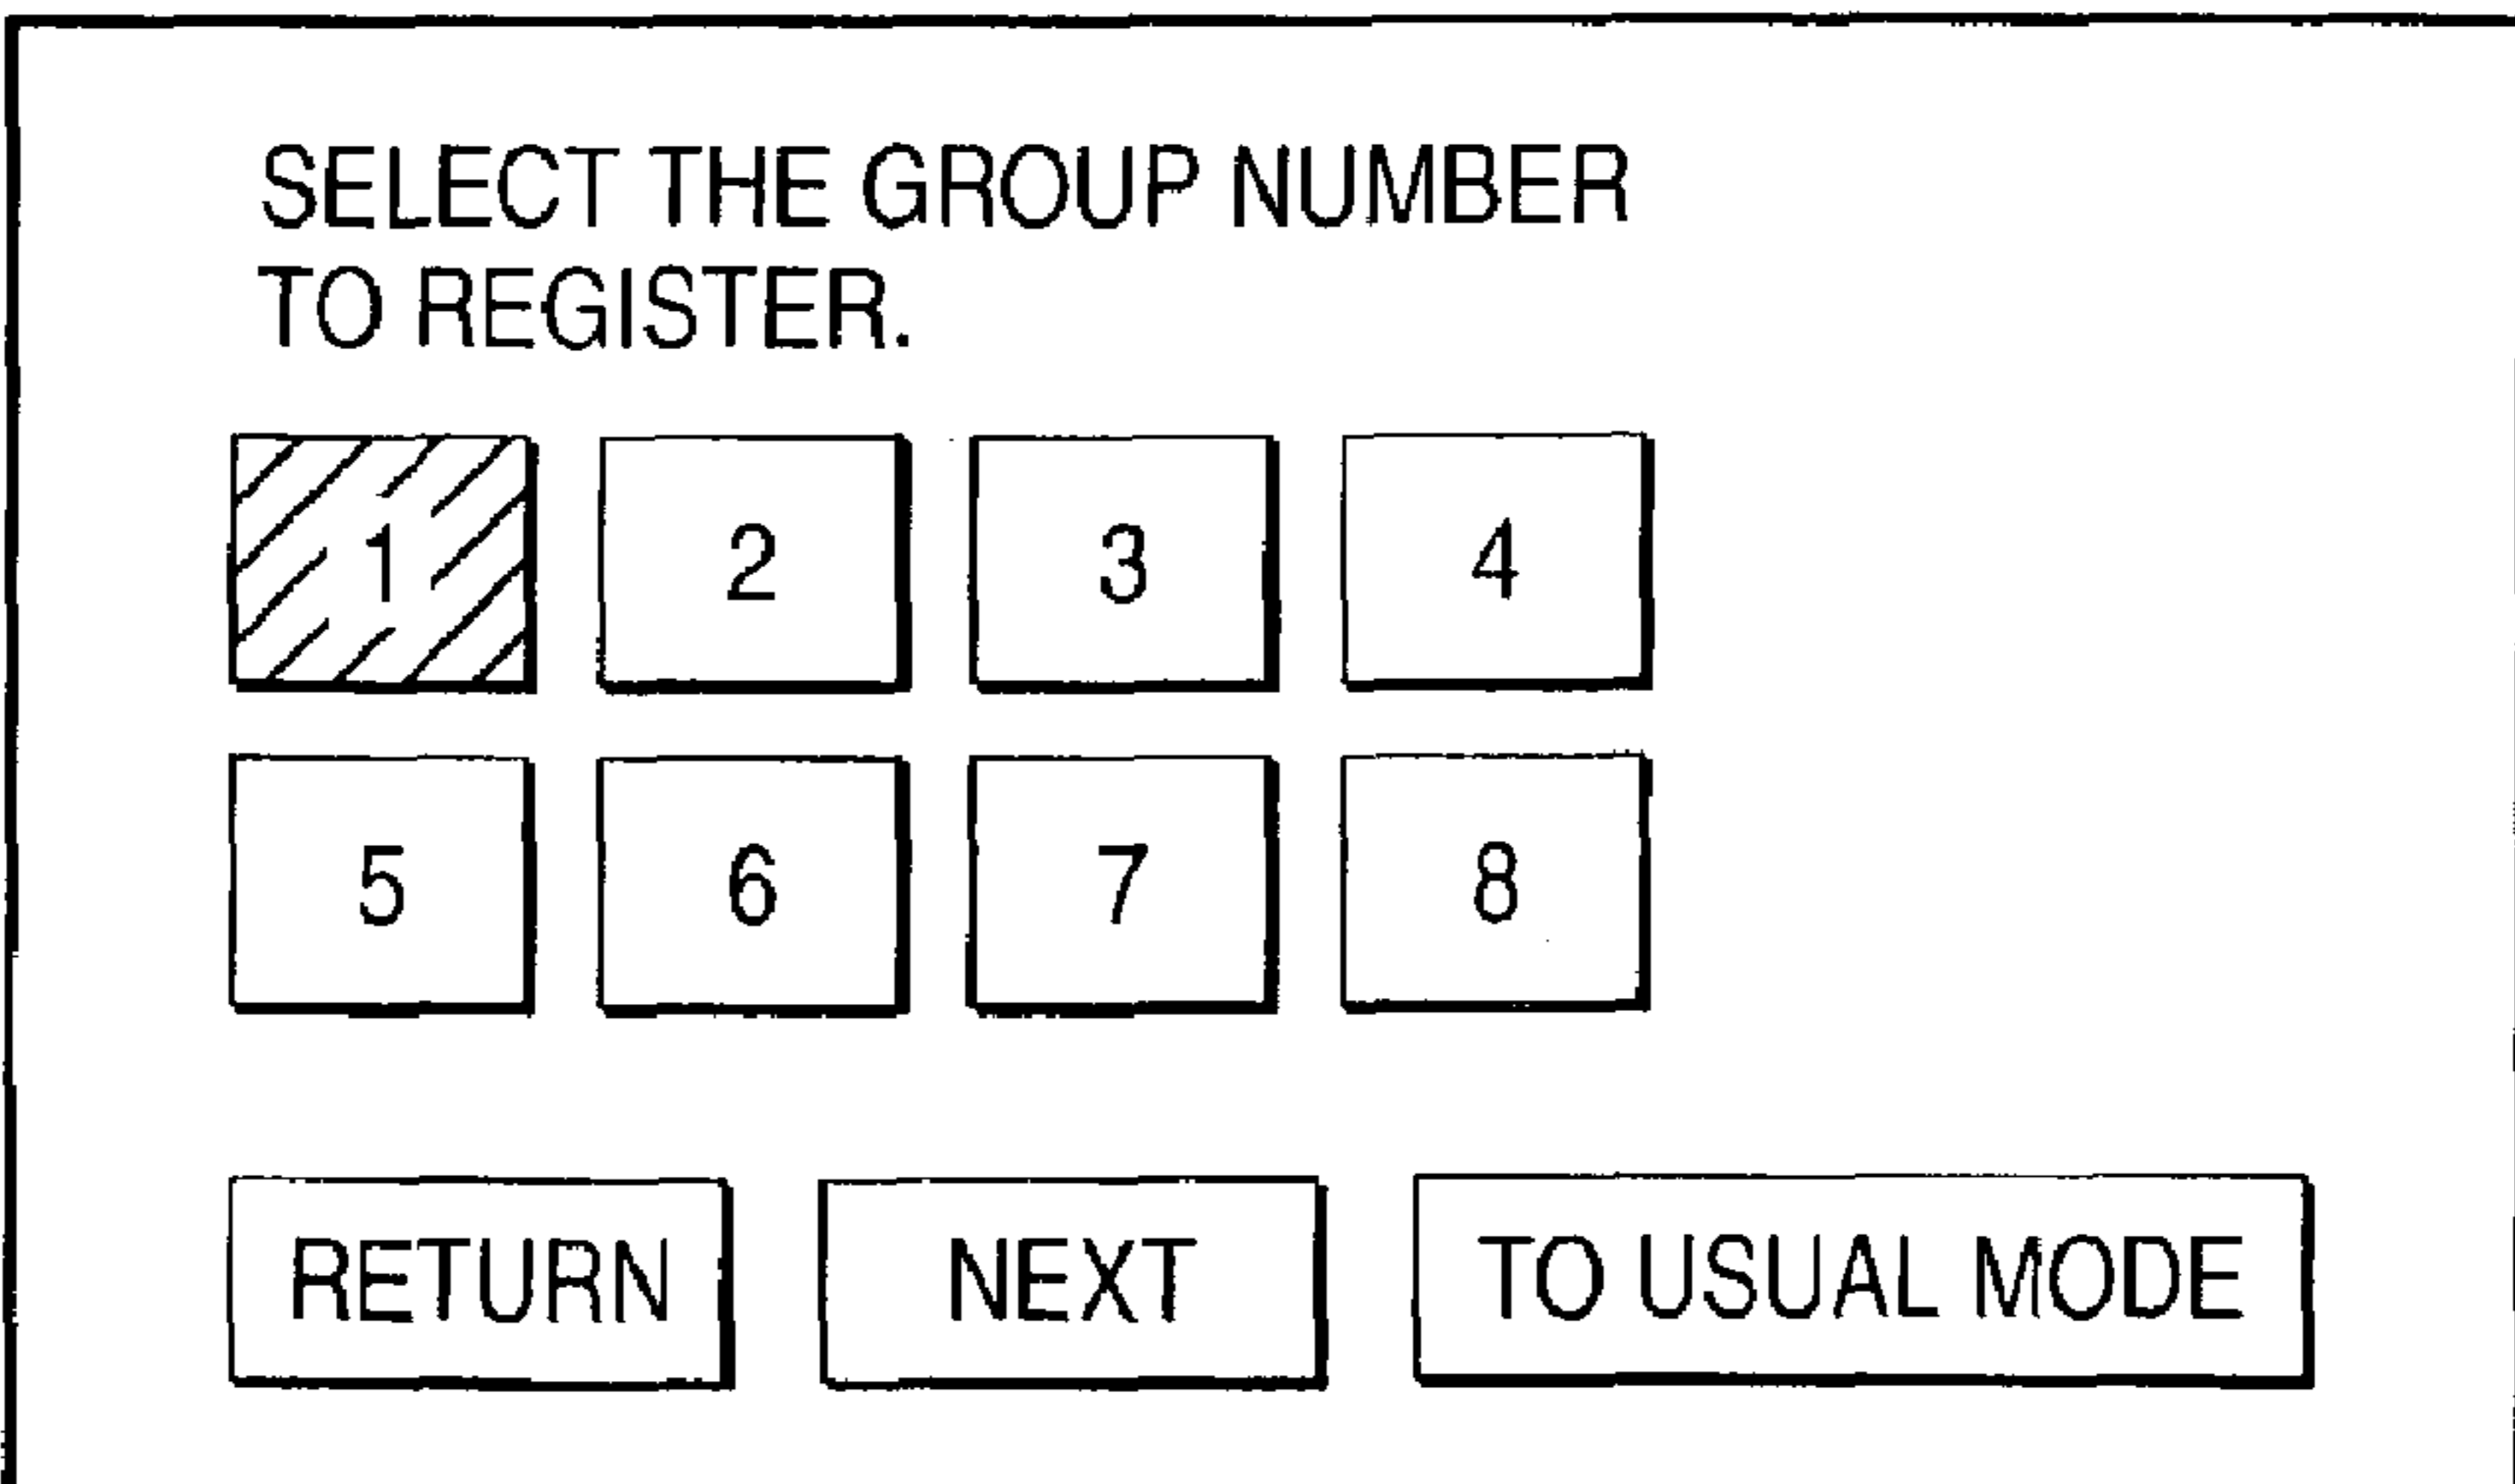 SELECT THE GROUP NUMBER
TO REGISTER.
1 2 3 4
5 6 7 8
RETURN NEXT TO USUAL MODE